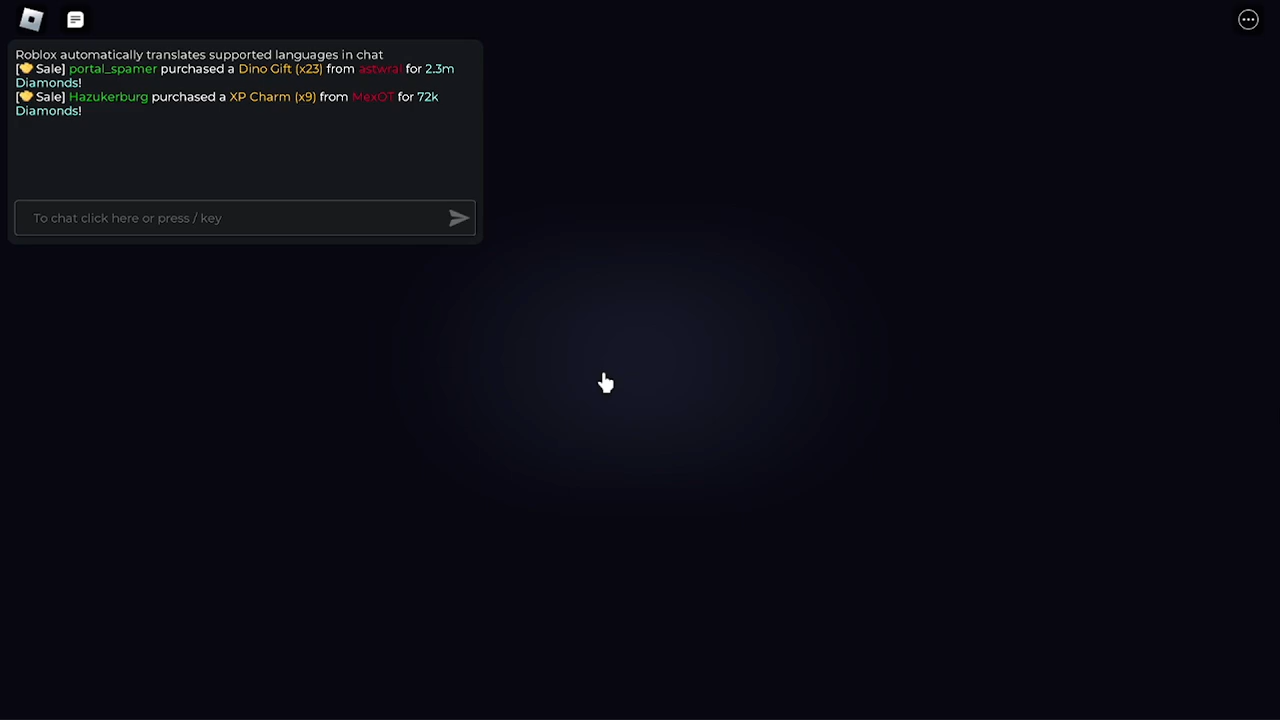 Roblox automatically translates supported languages in chat
[🤝 Sale] portal_spamer purchased a Dino Gift (x23) from astwral for 2.3m
Diamonds!
[🤝 Sale] Hazukerburg purchased a XP Charm (x9) from MexOT for 72k
Diamonds!
To chat click here or press / key